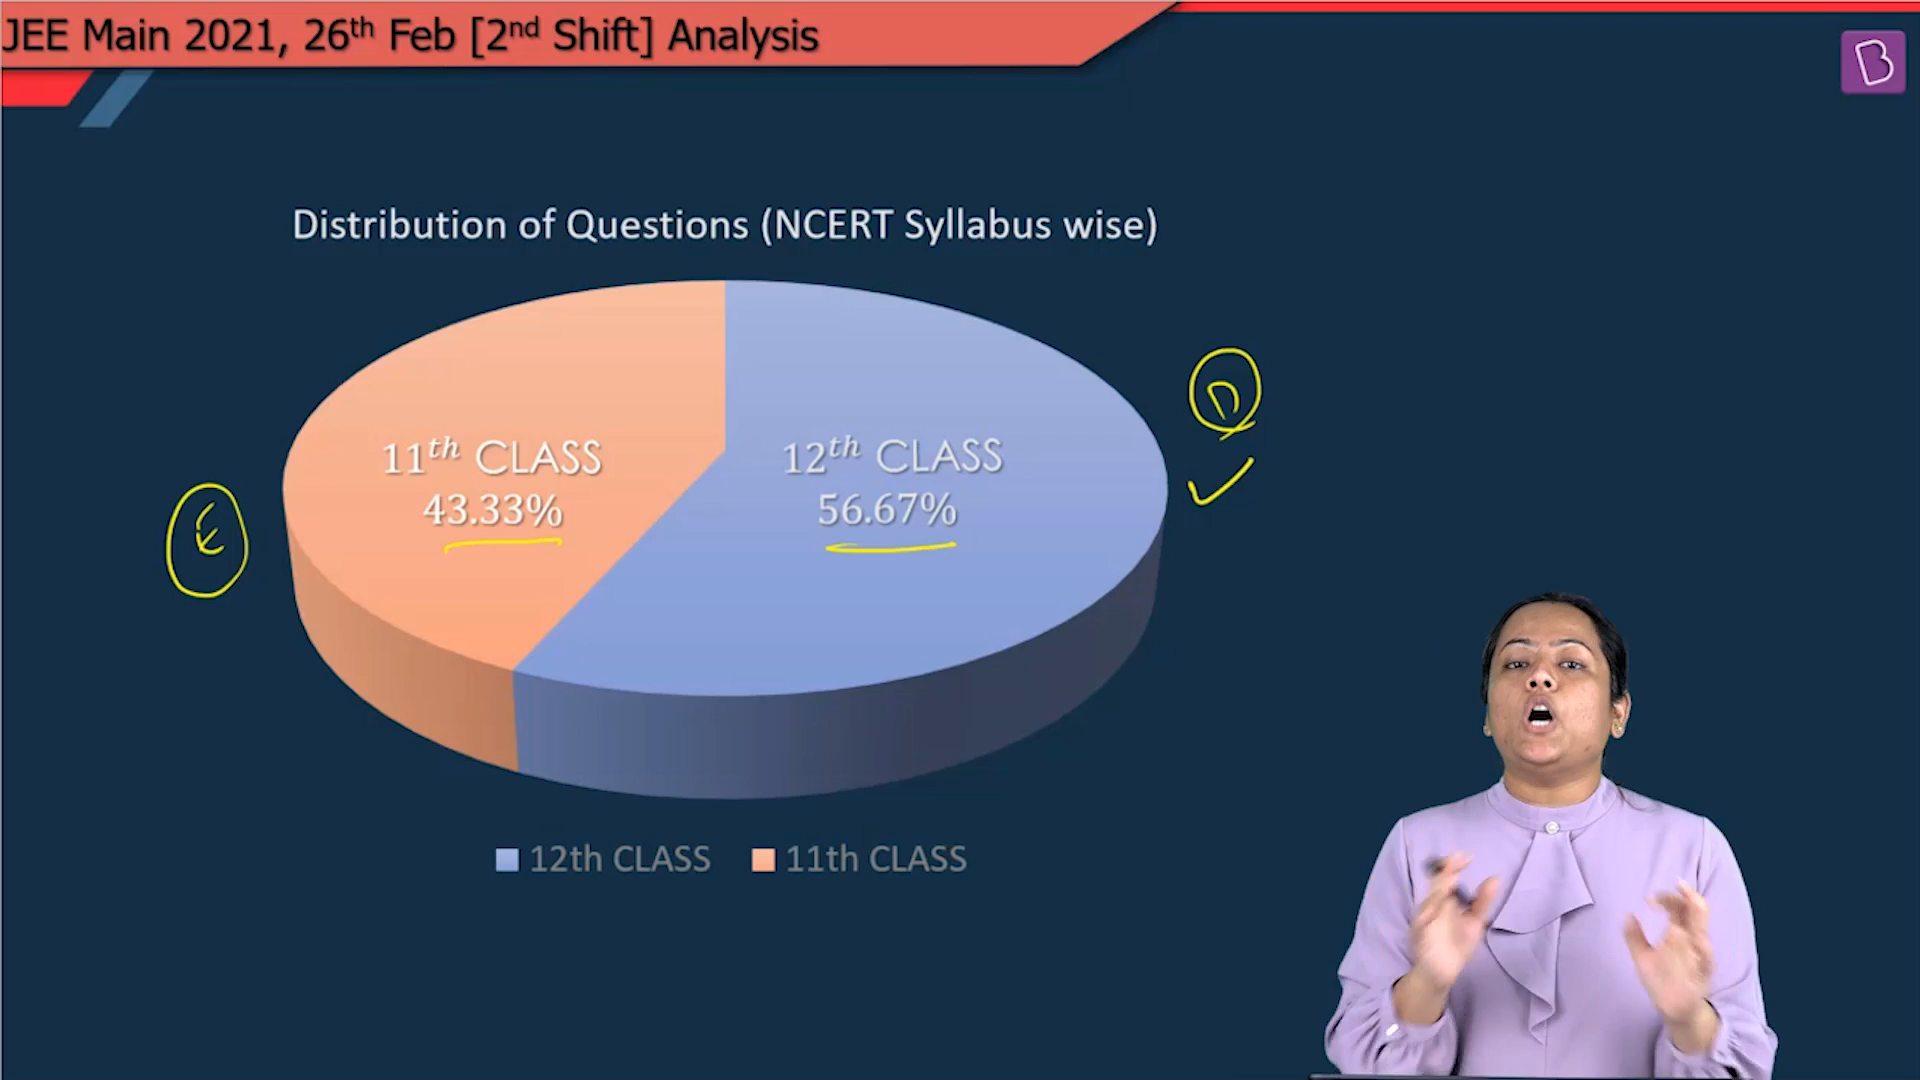 JEE Main 2021, 26th Feb [2nd Shift] Analysis
B
Distribution of Questions (NCERT Syllabus wise)
11th CLASS
43.33%
12th CLASS
56.67%
E
D
12th CLASS 11th CLASS